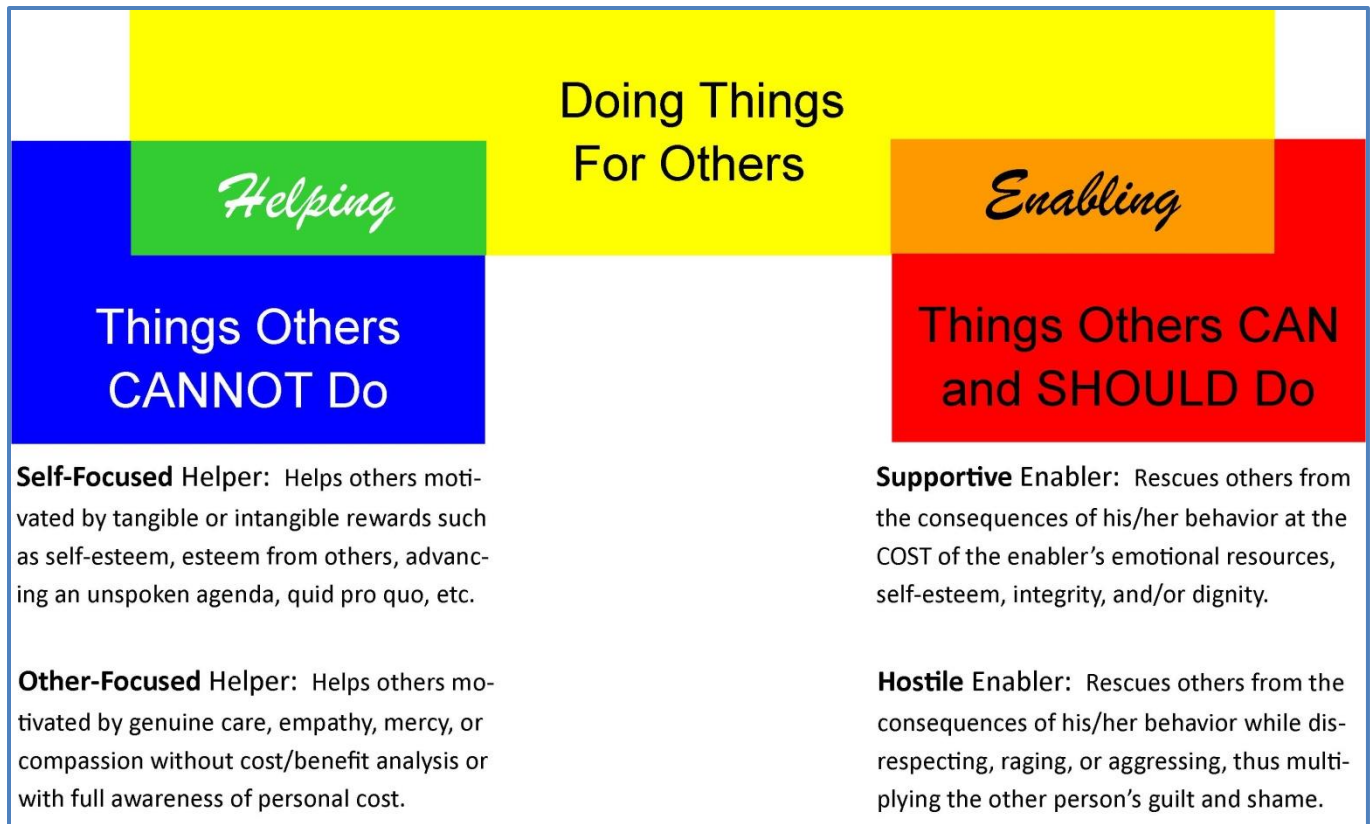 Doing Things
For Others
Helping
Enabling
Things Others
CANNOT Do
Things Others CAN
and SHOULD Do
Self-Focused Helper: Helps others moti-
vated by tangible or intangible rewards such
as self-esteem, esteem from others, advanc-
ing an unspoken agenda, quid pro quo, etc.
Other-Focused Helper: Helps others mo-
tivated by genuine care, empathy, mercy, or
compassion without cost/benefit analysis or
with full awareness of personal cost.
Supportive Enabler: Rescues others from
the consequences of his/her behavior at the
COST of the enabler's emotional resources,
self-esteem, integrity, and/or dignity.
Hostile Enabler: Rescues others from the
consequences of his/her behavior while dis-
respecting, raging, or aggressing, thus multi-
plying the other person's guilt and shame.